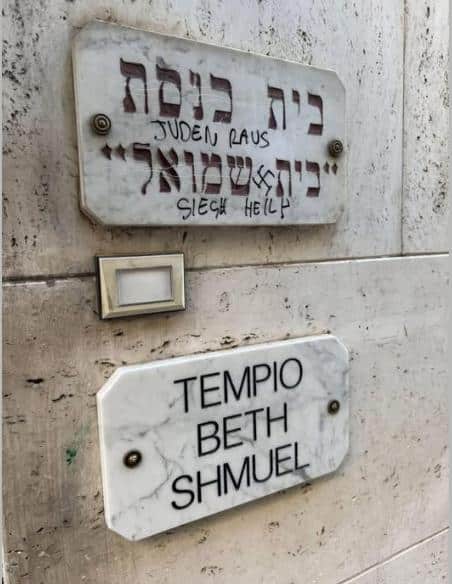 בית כנסת
JUDEN RAUS
"בית שמואל"
SIEGH HEIL
TEMPIO
BETH
SHMUEL